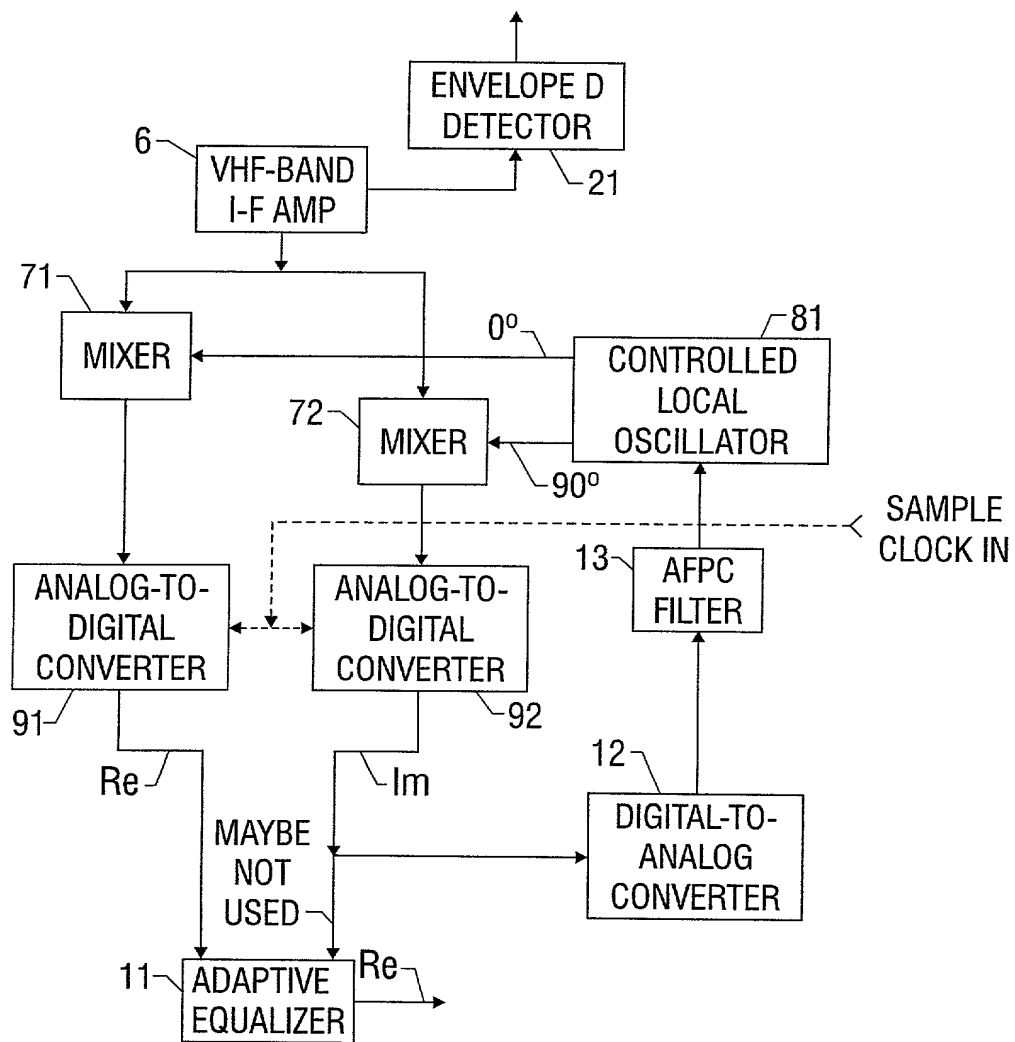 ENVELOPE D
DETECTOR
21
6
VHF-BAND
I-F AMP
71
MIXER
0º
81
CONTROLLED
LOCAL
OSCILLATOR
72
MIXER
90º
SAMPLE
CLOCK IN
13
AFPC
FILTER
ANALOG-TO-
DIGITAL
CONVERTER
91
ANALOG-TO-
DIGITAL
CONVERTER
92
Re
Im
12
DIGITAL-TO-
ANALOG
CONVERTER
MAYBE
NOT
USED
11
ADAPTIVE
EQUALIZER
Re